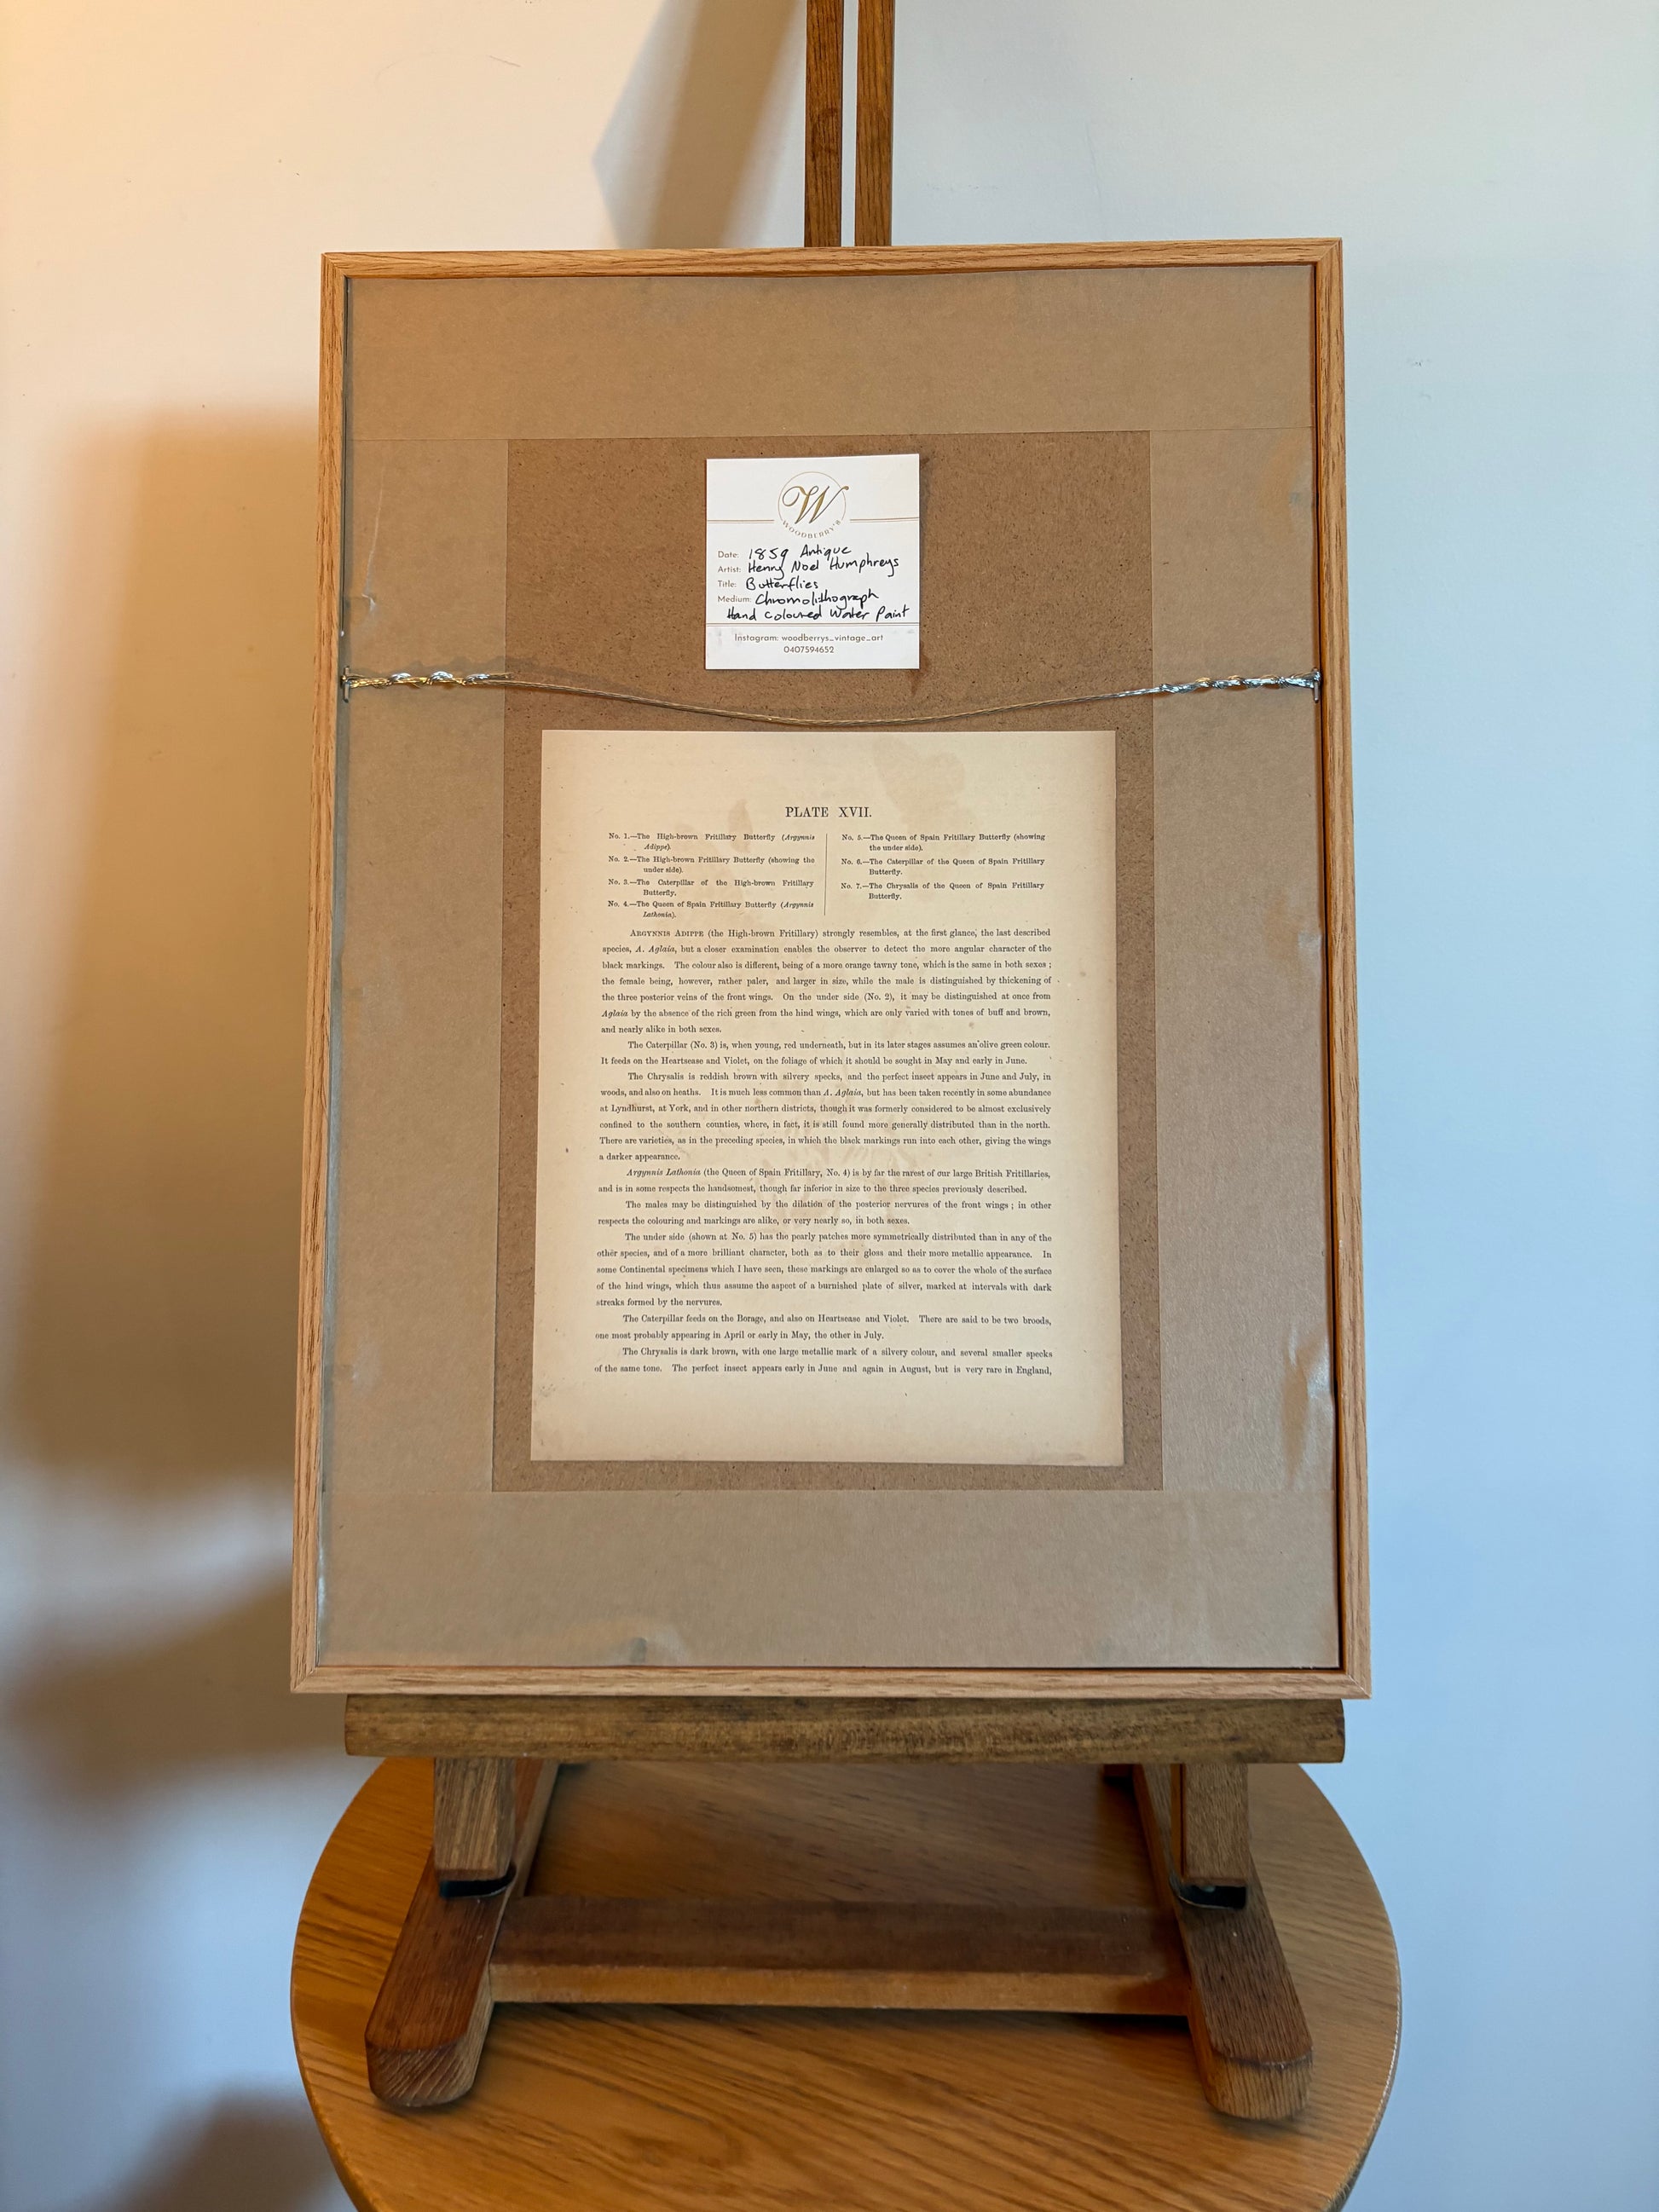 W
WOODBERRY'S
Date: 1859 Antique
Artist: Henry Noel Humphreys
Title: Butterflies
Medium: Chromolithograph
Hand Coloured Water Paint
Instagram: woodberrys_vintage_art
0407594652
PLATE XVII.
No. 1.—The High-brown Fritillary Butterfly (Argynnis
Adippe).
No. 2.—The High-brown Fritillary Butterfly (showing the
under side).
No. 3.—The Caterpillar of the High-brown Fritillary
Butterfly.
No. 4.—The Queen of Spain Fritillary Butterfly (Argynnis
Lathonia).
No. 5.—The Queen of Spain Fritillary Butterfly (showing
the under side).
No. 6.—The Caterpillar of the Queen of Spain Fritillary
Butterfly.
No. 7.—The Chrysalis of the Queen of Spain Fritillary
Butterfly.
ARGYNNIS ADIPPE (the High-brown Fritillary) strongly resembles, at the first glance, the last described
species, A. Aglaia, but a closer examination enables the observer to detect the more angular character of the
black markings. The colour also is different, being of a more orange tawny tone, which is the same in both sexes;
the female being, however, rather paler, and larger in size, while the male is distinguished by thickening of
the three posterior veins of the front wings. On the under side (No. 2), it may be distinguished at once from
Aglaia by the absence of the rich green from the hind wings, which are only varied with tones of buff and brown,
and nearly alike in both sexes.
The Caterpillar (No. 3) is, when young, red underneath, but in its later stages assumes an olive green colour.
It feeds on the Heartsease and Violet, on the foliage of which it should be sought in May and early in June.
The Chrysalis is reddish brown with silvery specks, and the perfect insect appears in June and July, in
woods, and also on heaths. It is much less common than A. Aglaia, but has been taken recently in some abundance
at Lyndhurst, at York, and in other northern districts, though it was formerly considered to be almost exclusively
confined to the southern counties, where, in fact, it is still found more generally distributed than in the north.
There are varieties, as in the preceding species, in which the black markings run into each other, giving the wings
a darker appearance.
Argynnis Lathonia (the Queen of Spain Fritillary, No. 4) is by far the rarest of our large British Fritillaries,
and is in some respects the handsomest, though far inferior in size to the three species previously described.
The males may be distinguished by the dilation of the posterior nervures of the front wings; in other
respects the colouring and markings are alike, or very nearly so, in both sexes.
The under side (shown at No. 5) has the pearly patches more symmetrically distributed than in any of the
other species, and of a more brilliant character, both as to their gloss and their more metallic appearance. In
some Continental specimens which I have seen, these markings are enlarged so as to cover the whole of the surface
of the hind wings, which thus assume the aspect of a burnished plate of silver, marked at intervals with dark
streaks formed by the nervures.
The Caterpillar feeds on the Borage, and also on Heartsease and Violet. There are said to be two broods,
one most probably appearing in April or early in May, the other in July.
The Chrysalis is dark brown, with one large metallic mark of a silvery colour, and several smaller specks
of the same tone. The perfect insect appears early in June and again in August, but is very rare in England,